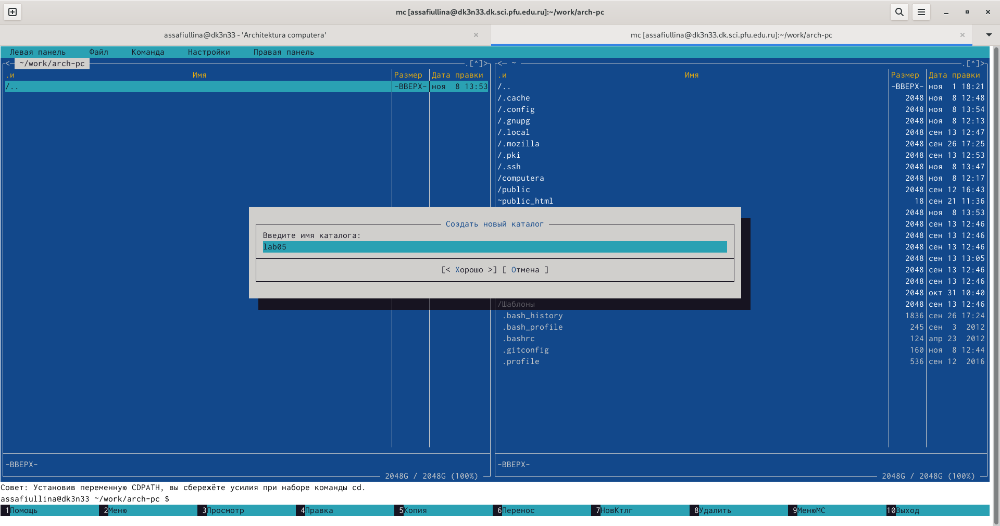 mc [assafiullina@dk3n33.dk.sci.pfu.edu.ru]:~/work/arch-pc
assafiullina@dk3n33 - 'Architektura computera'
mc [assafiullina@dk3n33.dk.sci.pfu.edu.ru]:~/work/arch-pc
Левая панель Файл Команда Настройки Правая панель
<— ~/work/arch-pc .[^]>
.и Имя Размер Дата правки
/.. -ВВЕРХ- ноя 8 13:53
<— ~ .[^]>
.и Имя Размер Дата правки
/.. -ВВЕРХ- ноя 1 18:21
/.cache 2048 ноя 8 12:48
/.config 2048 ноя 8 13:54
/.gnupg 2048 ноя 8 12:13
/.local 2048 сен 13 12:47
/.mozilla 2048 сен 26 17:25
/.pki 2048 сен 13 12:53
/.ssh 2048 ноя 8 13:47
/computera 2048 ноя 8 12:17
/public 2048 сен 12 16:43
~public_html 18 сен 21 11:36
2048 ноя 8 13:53
2048 сен 13 12:46
2048 сен 13 12:46
2048 сен 13 12:46
2048 сен 13 13:05
2048 сен 13 12:46
2048 сен 13 12:46
2048 окт 31 10:40
/Шаблоны 2048 сен 13 12:46
.bash_history 1836 сен 26 17:24
.bash_profile 245 сен 3 2012
.bashrc 124 апр 23 2012
.gitconfig 160 ноя 8 12:44
.profile 536 сен 12 2016
Создать новый каталог
Введите имя каталога:
lab05
[< Хорошо >] [ Отмена ]
-ВВЕРХ-
2048G / 2048G (100%)
-ВВЕРХ-
2048G / 2048G (100%)
Совет: Установив переменную CDPATH, вы сбережёте усилия при наборе команды cd.
assafiullina@dk3n33 ~/work/arch-pc $
1Помощь 2Меню 3Просмотр 4Правка 5Копия 6Перенос 7НовКтлг 8Удалить 9МенюMC 10Выход